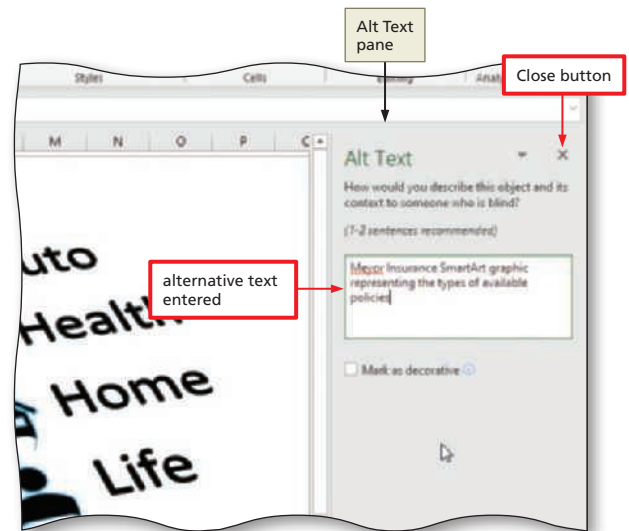 Alt Text
pane
Close button
Styles
Cells
Editing
M N O P
Alt Text
How would you describe this object and its
context to someone who is blind?
(1-2 sentences recommended)
Meyor Insurance SmartArt graphic
representing the types of available
policies
alternative text
entered
Mark as decorative
uto
Health
Home
Life